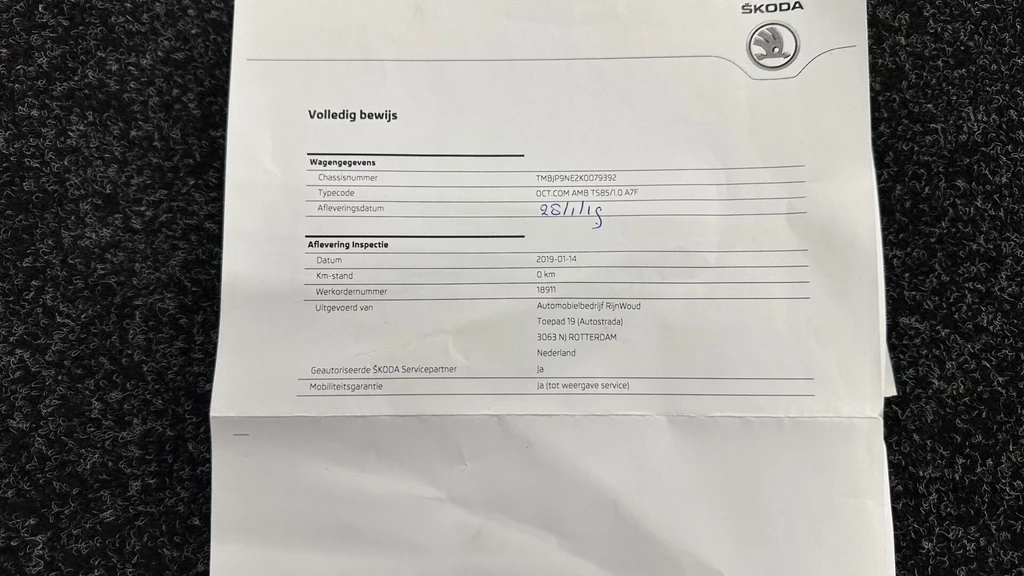 ŠKODA
Volledig bewijs
Wagengegevens
Chassisnummer TMBJP9NE2K0079392
Typecode OCT.COM AMB TS85/1.0 A7F
Afleveringsdatum 28/1/19
Aflevering Inspectie
Datum 2019-01-14
Km-stand 0 km
Werkordernummer 18911
Uitgevoerd van Automobielbedrijf RijnWoud
Toepad 19 (Autostrada)
3063 NJ ROTTERDAM
Nederland
Geautoriseerde ŠKODA Servicepartner Ja
Mobiliteitsgarantie Ja (tot weergave service)